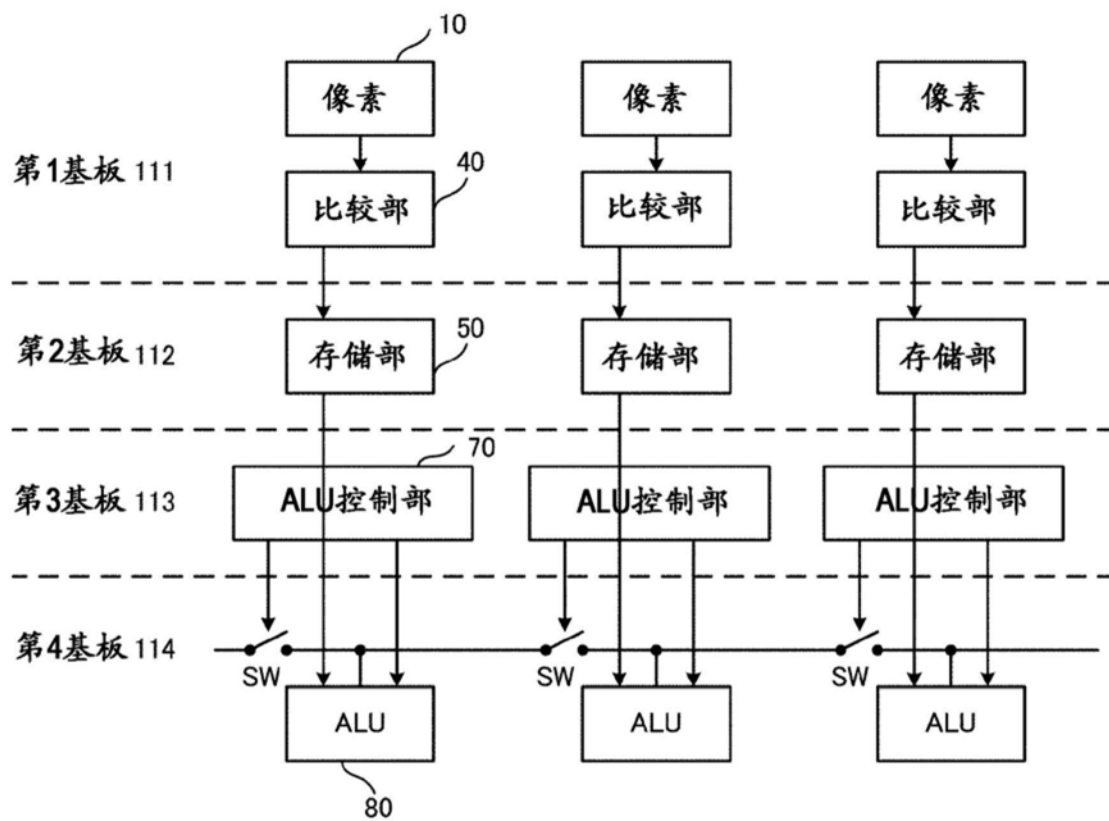 10
像素 像素 像素
第1基板 111
40
比较部 比较部 比较部
第2基板 112
50
存储部 存储部 存储部
70
第3基板 113
ALU控制部 ALU控制部 ALU控制部
第4基板 114
SW SW SW
ALU ALU ALU
80